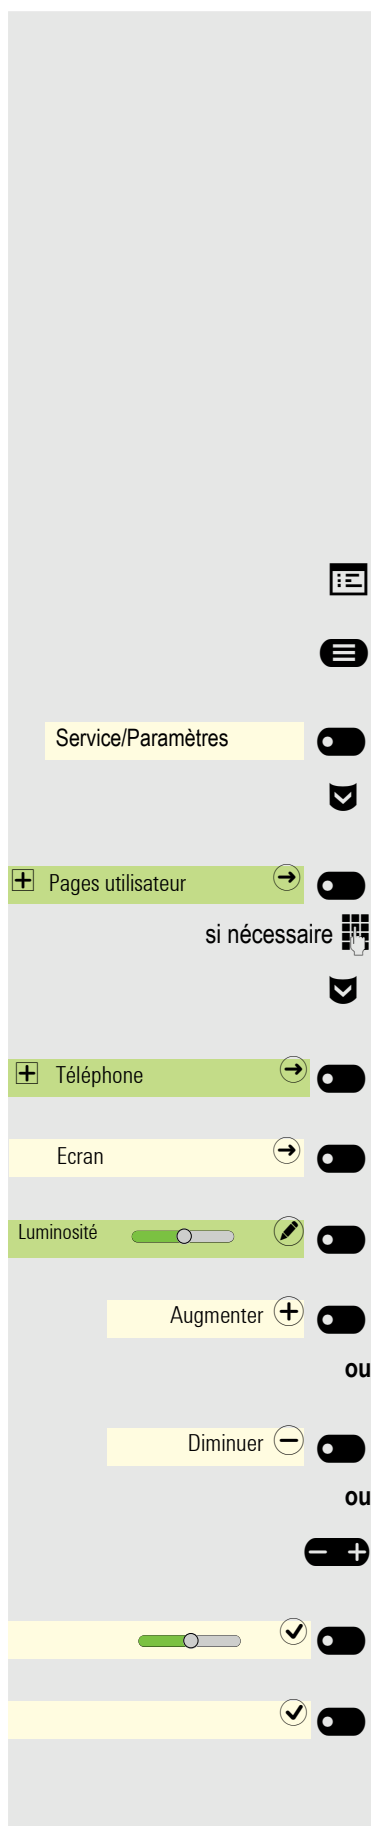 Service/Paramètres
Pages utilisateur
si nécessaire
Téléphone
Ecran
Luminosité
Augmenter
ou
Diminuer
ou